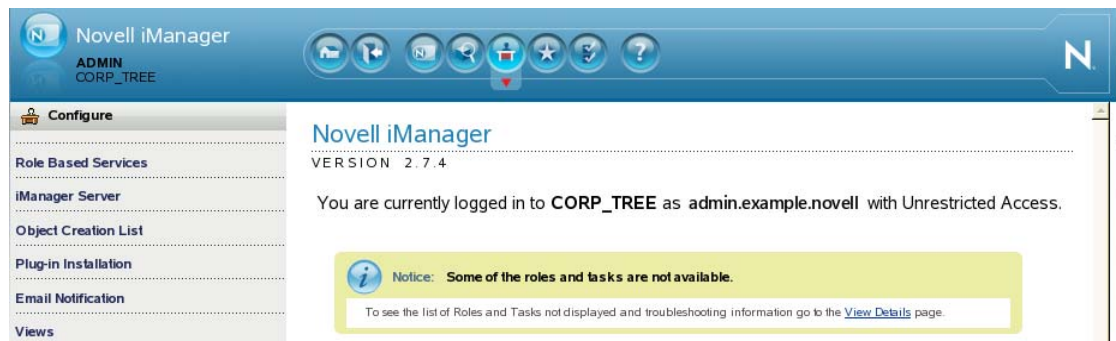 Novell iManager
ADMIN
CORP_TREE
N
?
N
Configure
Role Based Services
iManager Server
Object Creation List
Plug-in Installation
Email Notification
Views
Novell iManager
VERSION 2.7.4
You are currently logged in to CORP_TREE as admin.example.novell with Unrestricted Access.
Notice: Some of the roles and tasks are not available.
To see the list of Roles and Tasks not displayed and troubleshooting information go to the View Details page.